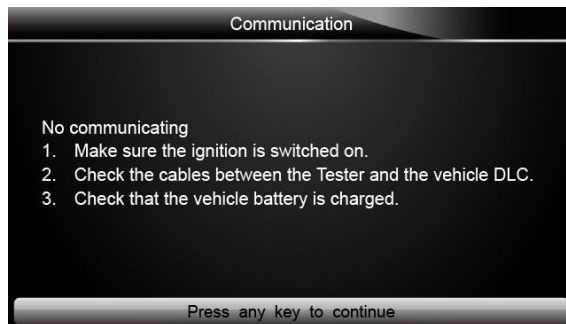 Communication
No communicating
1. Make sure the ignition is switched on.
2. Check the cables between the Tester and the vehicle DLC.
3. Check that the vehicle battery is charged.
Press any key to continue